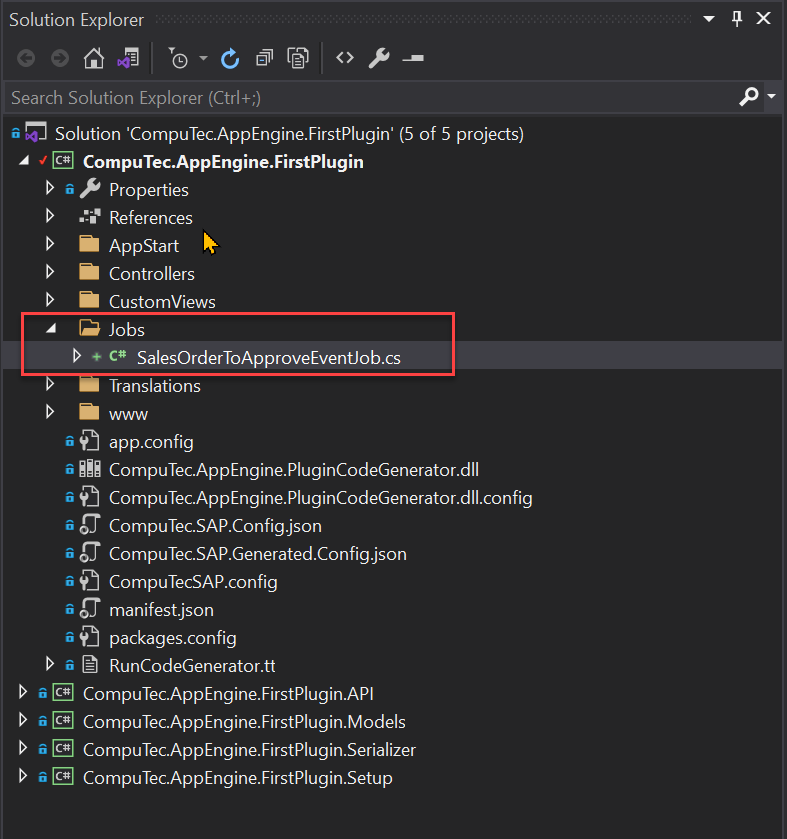 Solution Explorer
Search Solution Explorer (Ctrl+;)
Solution 'CompuTec.AppEngine.FirstPlugin' (5 of 5 projects)
C# CompuTec.AppEngine.FirstPlugin
Properties
References
AppStart
Controllers
CustomViews
Jobs
C# SalesOrderToApproveEventJob.cs
Translations
www
app.config
CompuTec.AppEngine.PluginCodeGenerator.dll
CompuTec.AppEngine.PluginCodeGenerator.dll.config
CompuTec.SAP.Config.json
CompuTec.SAP.Generated.Config.json
CompuTecSAP.config
manifest.json
packages.config
RunCodeGenerator.tt
C# CompuTec.AppEngine.FirstPlugin.API
C# CompuTec.AppEngine.FirstPlugin.Models
C# CompuTec.AppEngine.FirstPlugin.Serializer
C# CompuTec.AppEngine.FirstPlugin.Setup